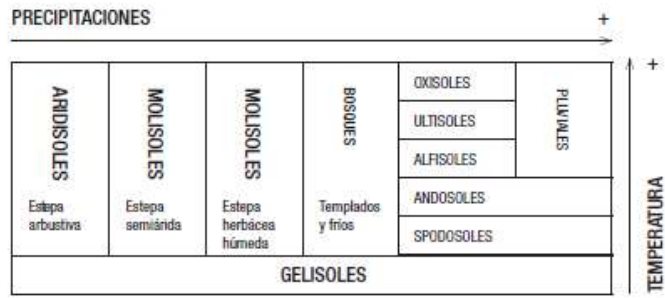 PRECIPITACIONES
+
+
ARIDISOLES
Estepa
arbustiva
MOLISOLES
Estepa
semiárida
MOLISOLES
Estepa
herbácea
húmeda
BOSQUES
Templados
y fríos
OXISOLES
ULTISOLES
ALFISOLES
PLUVIALES
ANDOSOLES
SPODOSOLES
GELISOLES
TEMPERATURA